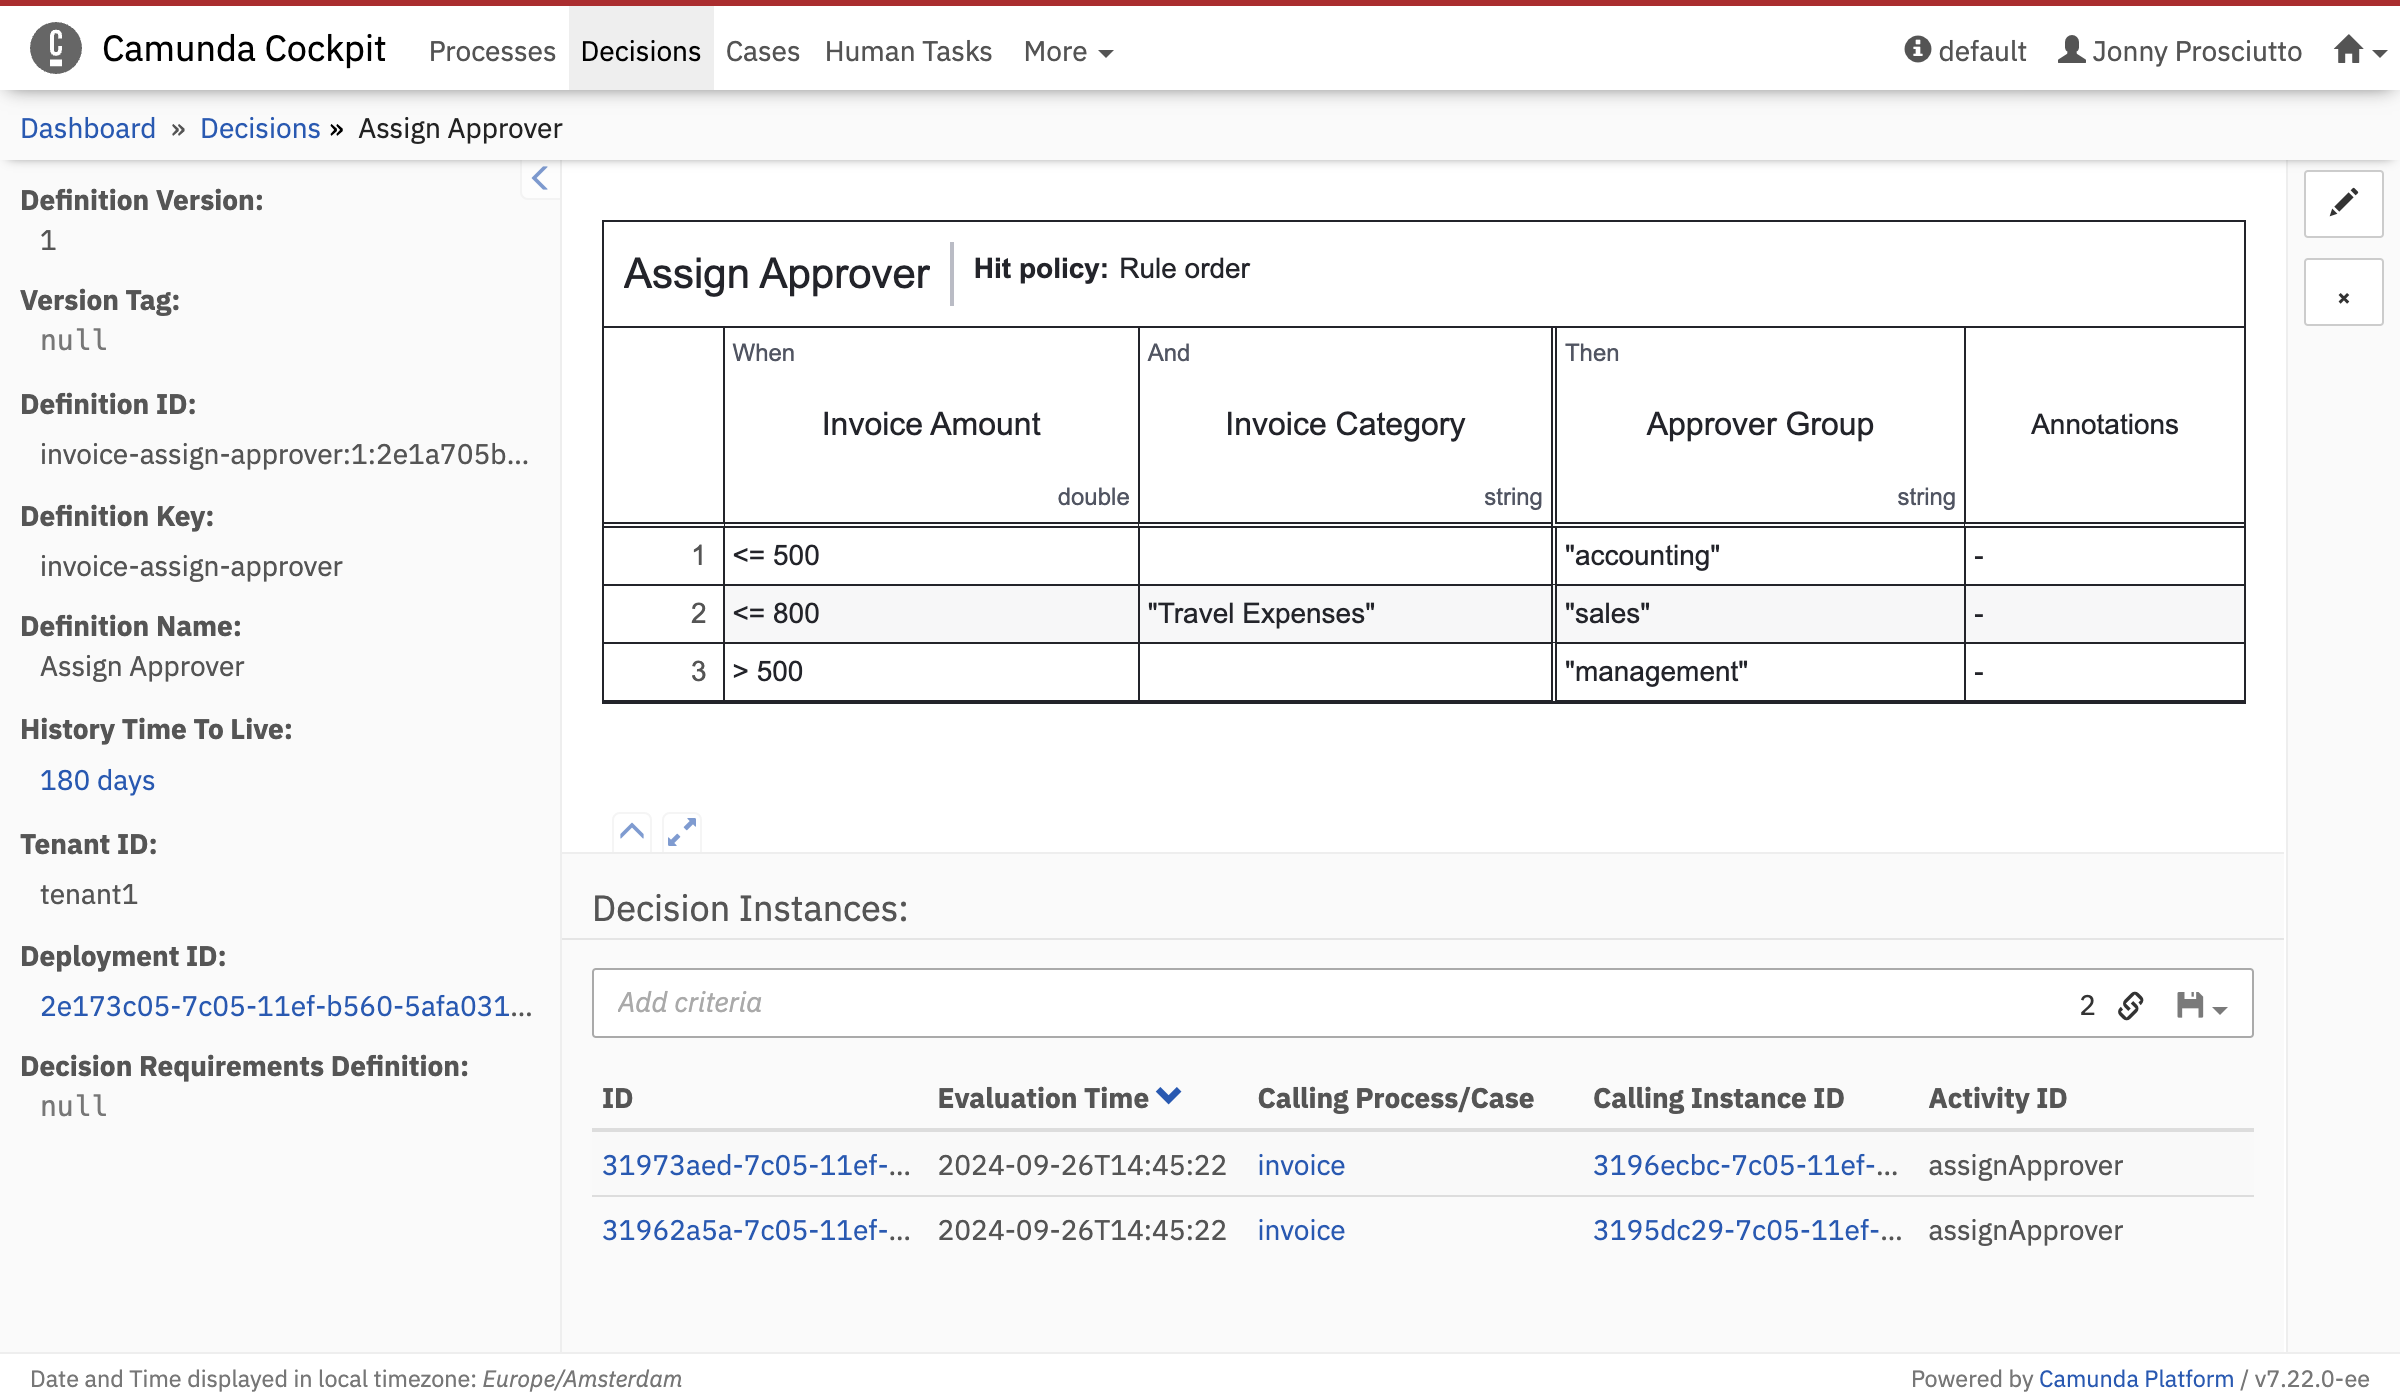 Camunda Cockpit Processes Decisions Cases Human Tasks More default Jonny Prosciutto
Dashboard » Decisions » Assign Approver
Definition Version:
1
Version Tag:
null
Definition ID:
invoice-assign-approver:1:2e1a705b...
Definition Key:
invoice-assign-approver
Definition Name:
Assign Approver
History Time To Live:
180 days
Tenant ID:
tenant1
Deployment ID:
2e173c05-7c05-11ef-b560-5afa031...
Decision Requirements Definition:
null
Assign Approver Hit policy: Rule order
When And Then
Invoice Amount Invoice Category Approver Group Annotations
double string string
1 <= 500 "accounting" -
2 <= 800 "Travel Expenses" "sales" -
3 > 500 "management" -
Decision Instances:
Add criteria 2
ID Evaluation Time Calling Process/Case Calling Instance ID Activity ID
31973aed-7c05-11ef-... 2024-09-26T14:45:22 invoice 3196ecbc-7c05-11ef-... assignApprover
31962a5a-7c05-11ef-... 2024-09-26T14:45:22 invoice 3195dc29-7c05-11ef-... assignApprover
Date and Time displayed in local timezone: Europe/Amsterdam
Powered by Camunda Platform / v7.22.0-ee